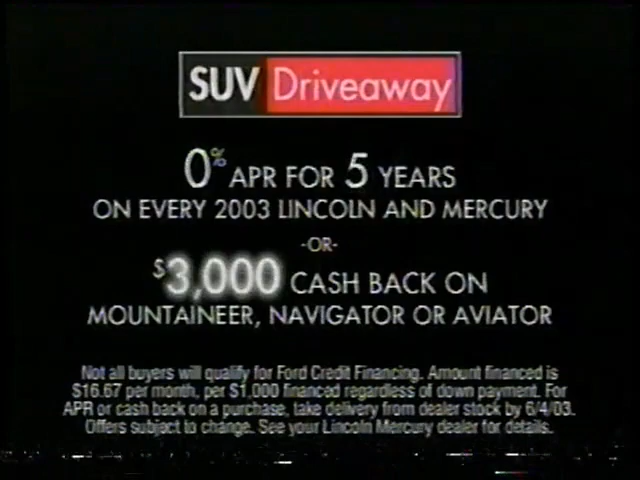 SUV Driveaway
0% APR FOR 5 YEARS
ON EVERY 2003 LINCOLN AND MERCURY
-OR-
$3,000 CASH BACK ON
MOUNTAINEER, NAVIGATOR OR AVIATOR
Not all buyers will qualify for Ford Credit Financing. Amount financed is
$16.67 per month, per $1,000 financed regardless of down payment. For
APR or cash back on a purchase, take delivery from dealer stock by 6/4/03.
Offers subject to change. See your Lincoln Mercury dealer for details.